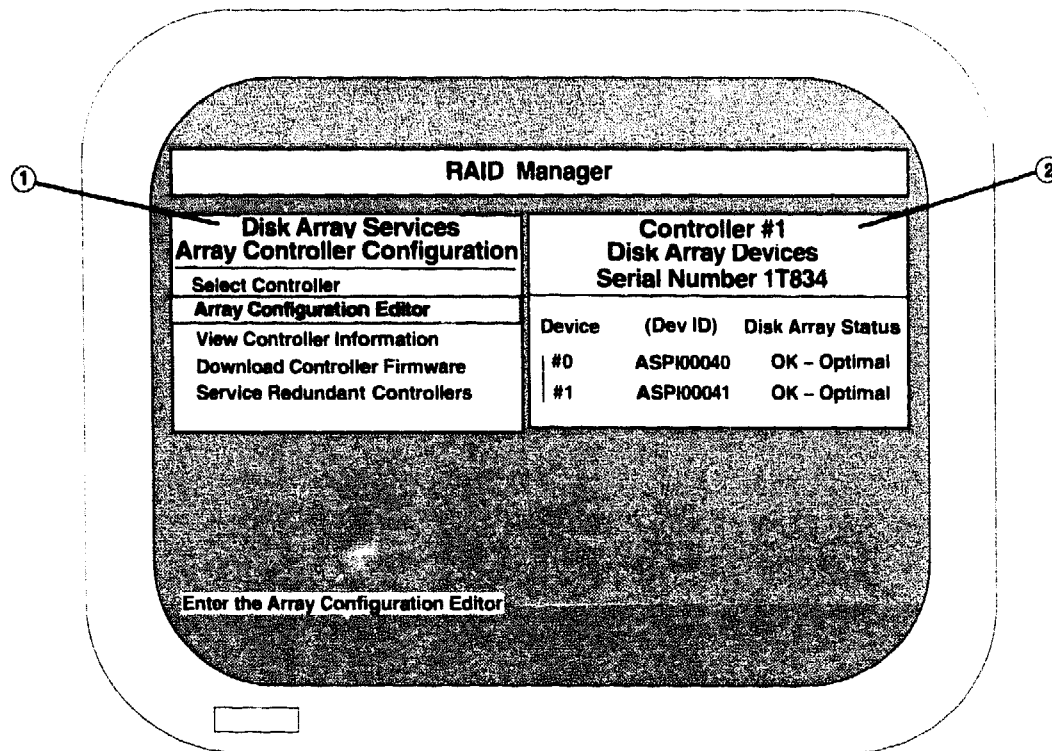 ①
②
RAID Manager
Disk Array Services
Array Controller Configuration
Select Controller
Array Configuration Editor
View Controller Information
Download Controller Firmware
Service Redundant Controllers
Controller #1
Disk Array Devices
Serial Number 1T834
Device (Dev ID) Disk Array Status
#0 ASPI00040 OK – Optimal
#1 ASPI00041 OK – Optimal
Enter the Array Configuration Editor